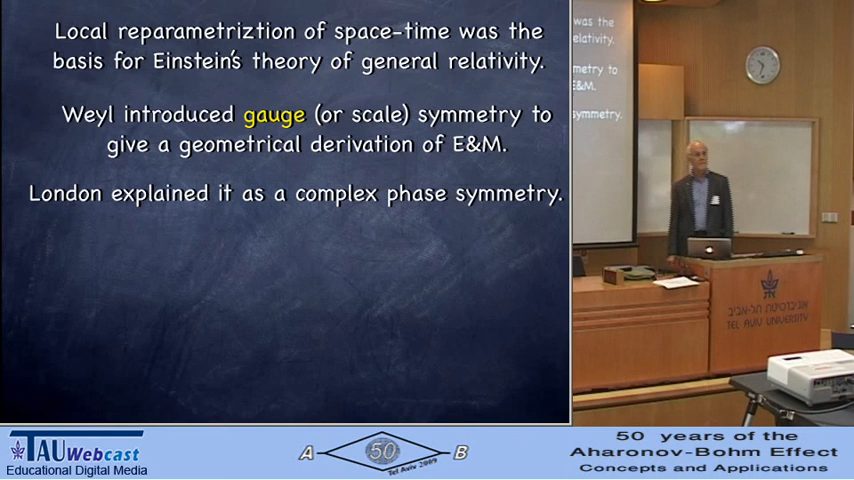 Local reparametriztion of space-time was the
basis for Einstein's theory of general relativity.
Weyl introduced gauge (or scale) symmetry to
give a geometrical derivation of E&M.
London explained it as a complex phase symmetry.
was the
elativity.
metry to
E&M.
symmetry.
אוניברסיטת תל-אביב
TEL AVIV UNIVERSITY
TAU Webcast
Educational Digital Media
A 50 B
Tel Aviv 2009
50 years of the
Aharonov-Bohm Effect
Concepts and Applications